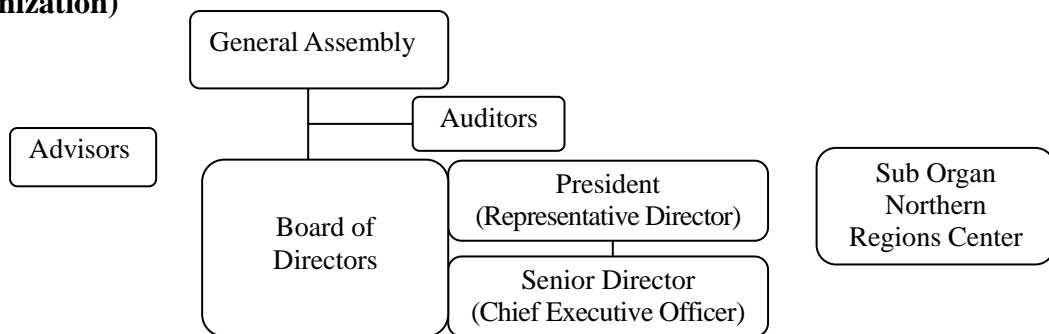 General Assembly
Auditors
Advisors
Board of
Directors
President
(Representative Director)
Senior Director
(Chief Executive Officer)
Sub Organ
Northern
Regions Center